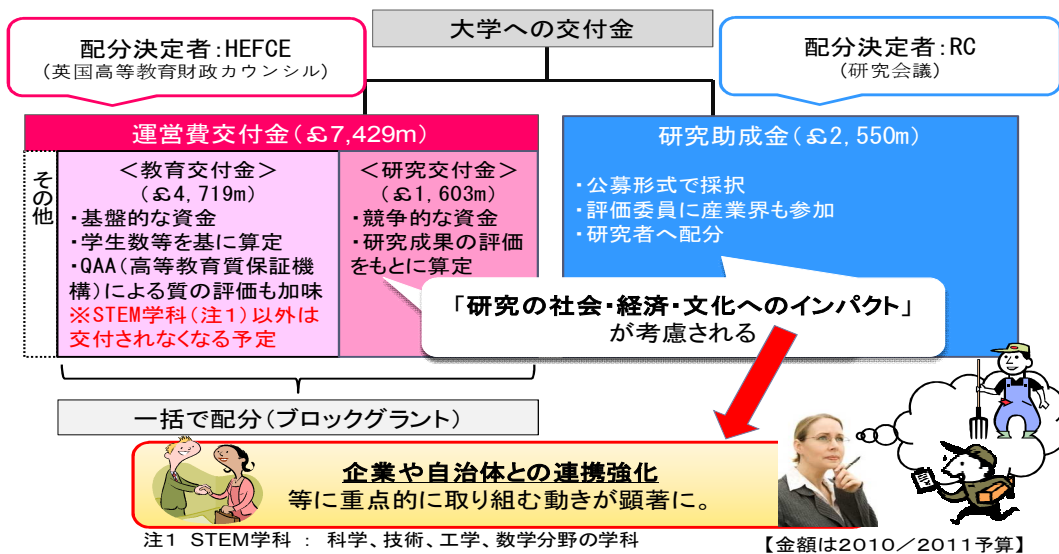 大学への交付金
配分決定者:HEFCE
(英国高等教育財政カウンシル)
配分決定者:RC
(研究会議)
運営費交付金(£7,429m)
その他
<教育交付金>
(£4,719m)
・基盤的な資金
・学生数等を基に算定
・QAA(高等教育質保証機
構)による質の評価も加味
※STEM学科(注1)以外は
交付されなくなる予定
<研究交付金>
(£1,603m)
・競争的な資金
・研究成果の評価
をもとに算定
研究助成金(£2,550m)
・公募形式で採択
・評価委員に産業界も参加
・研究者へ配分
「研究の社会・経済・文化へのインパクト」
が考慮される
一括で配分(ブロックグラント)
企業や自治体との連携強化
等に重点的に取り組む動きが顕著に。
注1 STEM学科 : 科学、技術、工学、数学分野の学科
【金額は2010/2011予算】